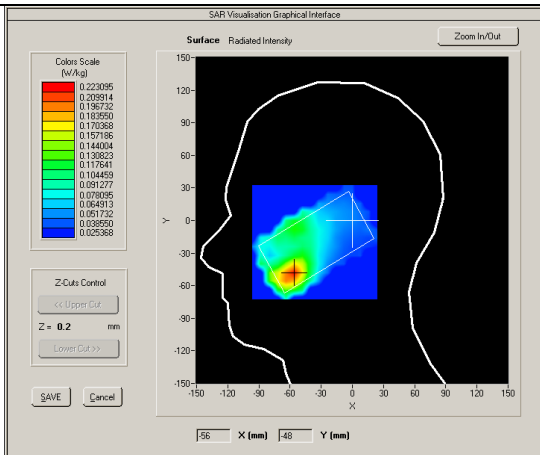 SAR Visualisation Graphical Interface
Surface Radiated Intensity
Zoom In/Out
Colors Scale
(W/kg)
0.223095
0.209914
0.196732
0.183550
0.170368
0.157186
0.144004
0.130823
0.117641
0.104459
0.091277
0.078095
0.064913
0.051732
0.038550
0.025368
Z-Cuts Control
<< Upper Cut
Z = 0.2 mm
Lower Cut >>
SAVE Cancel
150
120
90
60
30
0
-30
-60
-90
-120
-150
Y
-150 -120 -90 -60 -30 0 30 60 90 120 150
X
-56 X (mm) -48 Y (mm)